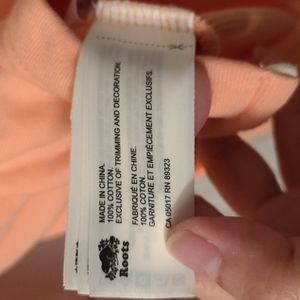 MADE IN CHINA.
100% COTTON.
EXCLUSIVE OF TRIMMING AND DECORATION.
FABRIQUÉ EN CHINE.
100% COTON.
GARNITURE ET EMPIÈCEMENT EXCLUSIFS.
CA 05017 RN 89323
Roots